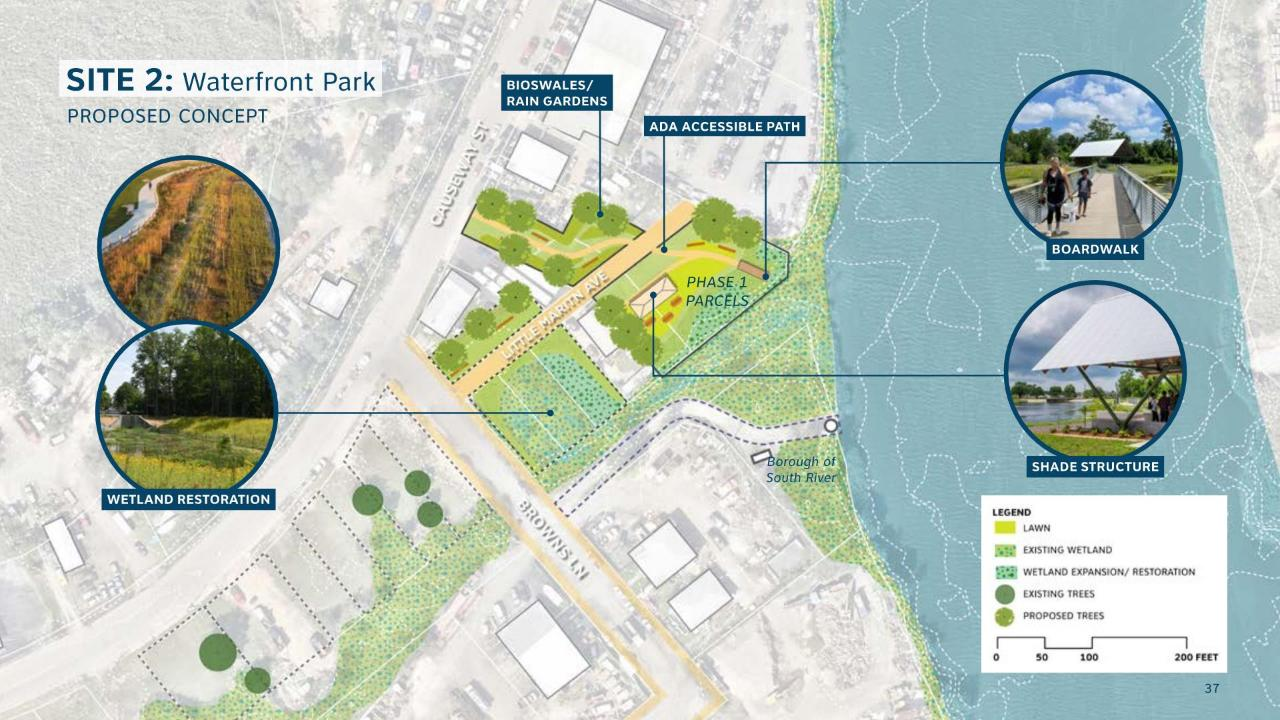 SITE 2: Waterfront Park
PROPOSED CONCEPT
BIOSWALES/
RAIN GARDENS
ADA ACCESSIBLE PATH
CAUSEWAY ST
LITTLE MARTIN AVE
PHASE 1
PARCELS
BOARDWALK
SHADE STRUCTURE
WETLAND RESTORATION
Borough of
South River
BROWNS LN
LEGEND
LAWN
EXISTING WETLAND
WETLAND EXPANSION/ RESTORATION
EXISTING TREES
PROPOSED TREES
0 50 100 200 FEET
37